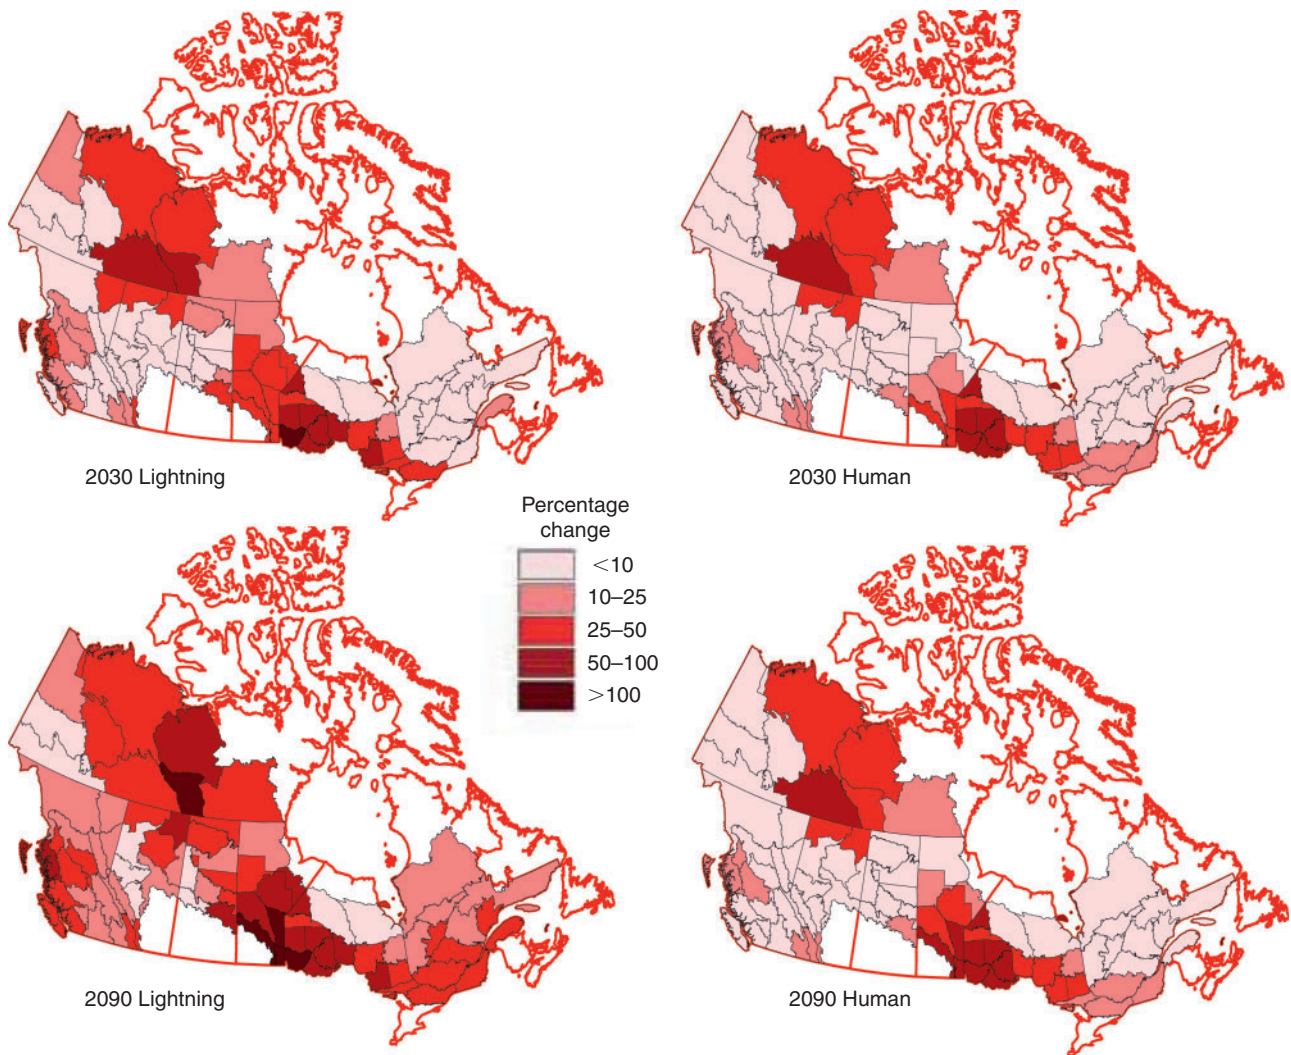 2030 Lightning
2030 Human
Percentage
change
<10
10–25
25–50
50–100
>100
2090 Lightning
2090 Human